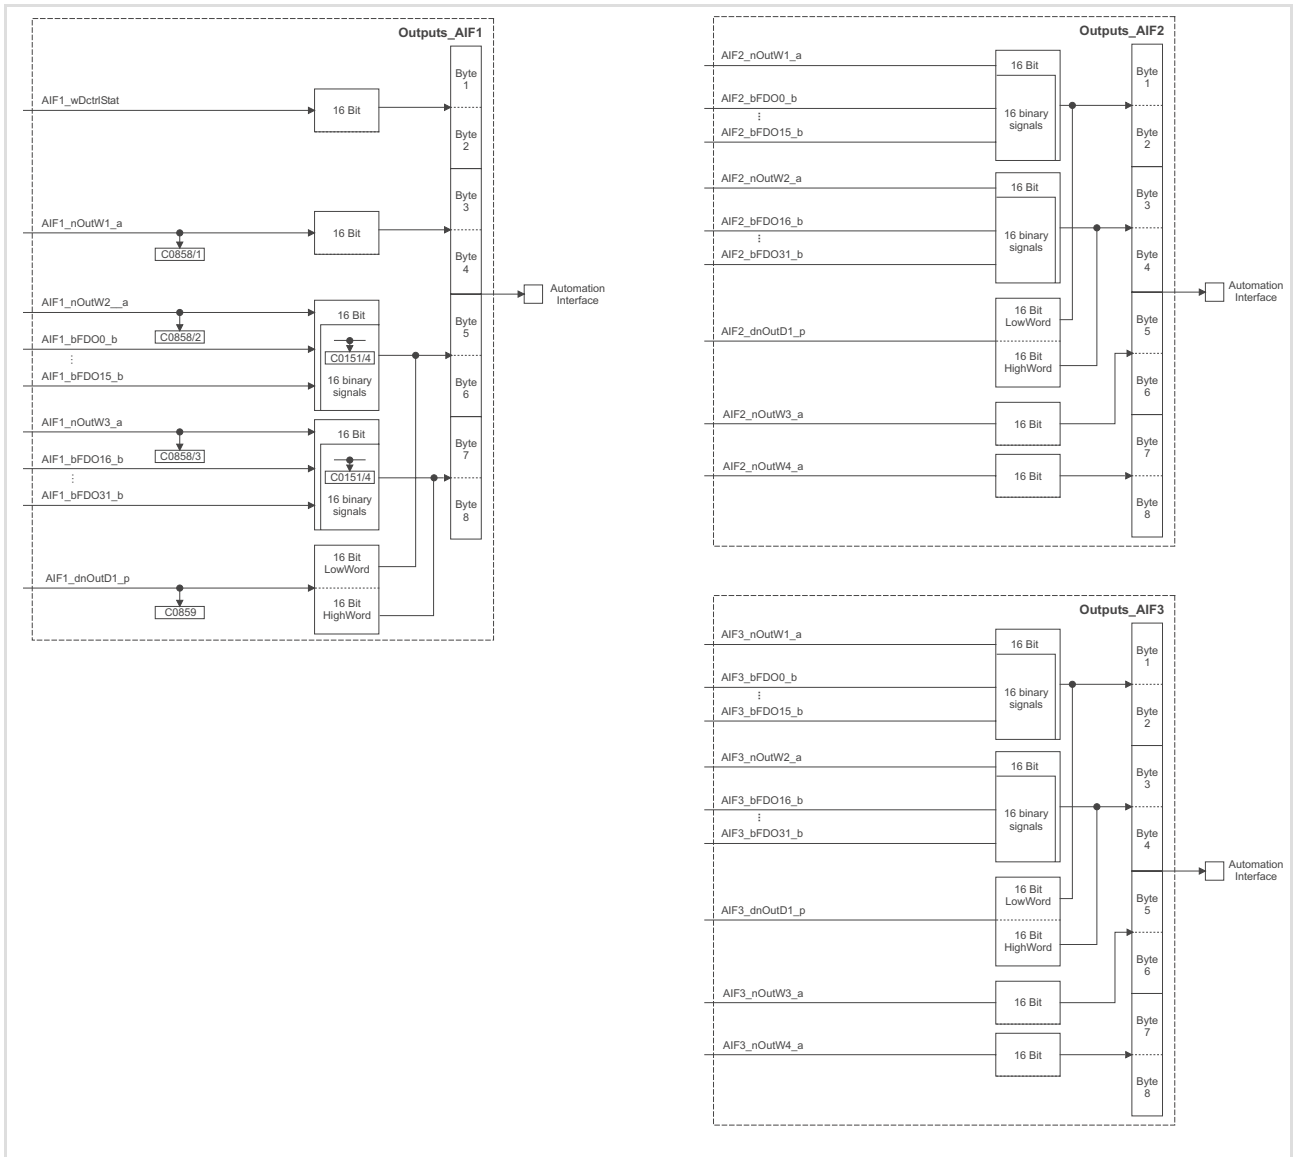 Outputs_AIF1
AIF1_wDctrlStat
16 Bit
Byte
1
Byte
2
AIF1_nOutW1_a
C0858/1
16 Bit
Byte
3
Byte
4
Automation
Interface
AIF1_nOutW2__a
C0858/2
AIF1_bFDO0_b
⋮
AIF1_bFDO15_b
16 Bit
C0151/4
16 binary
signals
Byte
5
Byte
6
AIF1_nOutW3_a
C0858/3
AIF1_bFDO16_b
⋮
AIF1_bFDO31_b
16 Bit
C0151/4
16 binary
signals
Byte
7
Byte
8
AIF1_dnOutD1_p
C0859
16 Bit
LowWord
16 Bit
HighWord
Outputs_AIF2
AIF2_nOutW1_a
AIF2_bFDO0_b
⋮
AIF2_bFDO15_b
16 Bit
16 binary
signals
Byte
1
Byte
2
AIF2_nOutW2_a
AIF2_bFDO16_b
⋮
AIF2_bFDO31_b
16 Bit
16 binary
signals
Byte
3
Byte
4
Automation
Interface
AIF2_dnOutD1_p
16 Bit
LowWord
16 Bit
HighWord
Byte
5
Byte
6
AIF2_nOutW3_a
16 Bit
AIF2_nOutW4_a
16 Bit
Byte
7
Byte
8
Outputs_AIF3
AIF3_nOutW1_a
AIF3_bFDO0_b
⋮
AIF3_bFDO15_b
16 Bit
16 binary
signals
Byte
1
Byte
2
AIF3_nOutW2_a
AIF3_bFDO16_b
⋮
AIF3_bFDO31_b
16 Bit
16 binary
signals
Byte
3
Byte
4
Automation
Interface
AIF3_dnOutD1_p
16 Bit
LowWord
16 Bit
HighWord
Byte
5
Byte
6
AIF3_nOutW3_a
16 Bit
AIF3_nOutW4_a
16 Bit
Byte
7
Byte
8